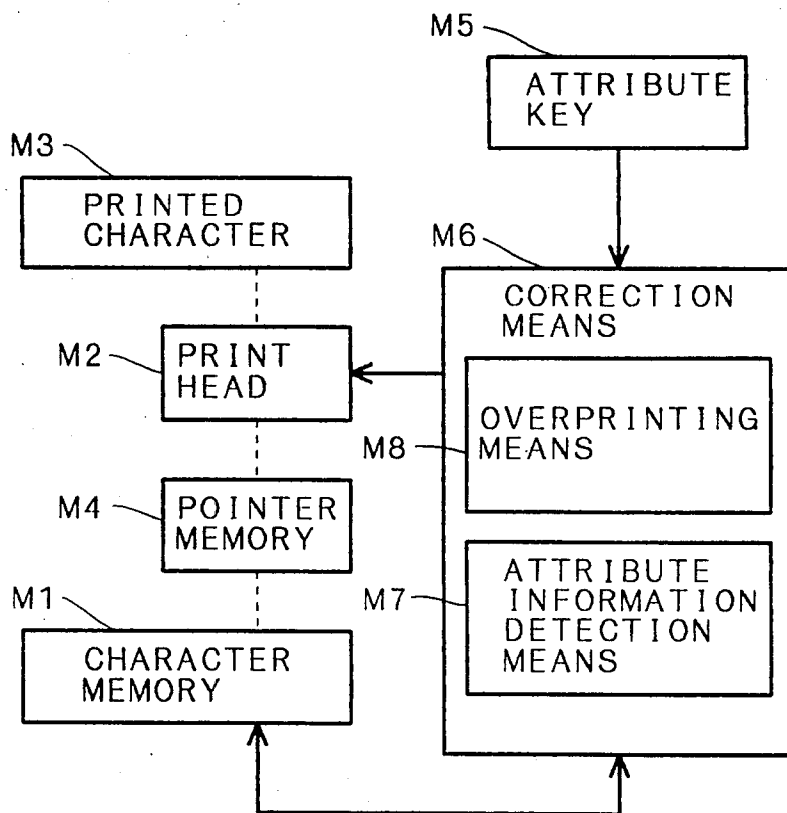 M5
ATTRIBUTE
KEY
M3
PRINTED
CHARACTER
M6
CORRECTION
MEANS
M2
PRINT
HEAD
OVERPRINTING
M8
MEANS
M4
POINTER
MEMORY
M7
ATTRIBUTE
INFORMATION
DETECTION
MEANS
M1
CHARACTER
MEMORY